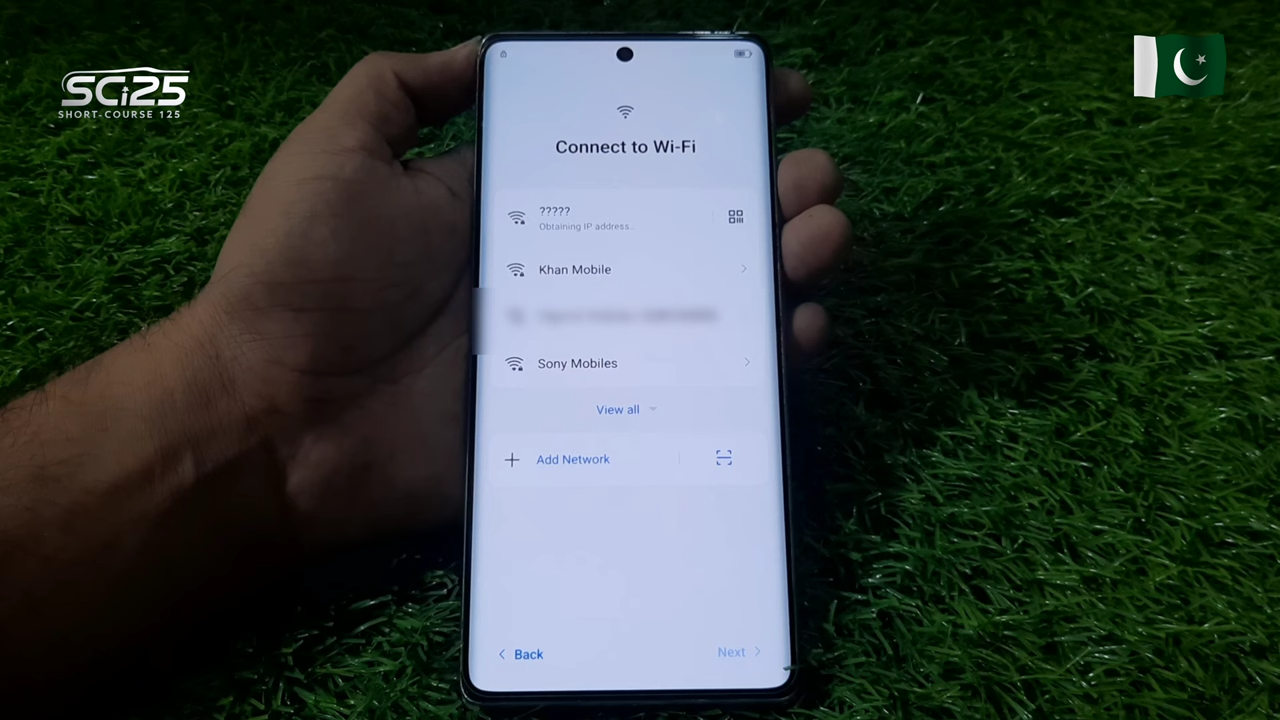 SCi25
SHORT-COURSE 125
Connect to Wi-Fi
?????
Obtaining IP address..
Khan Mobile
Sony Mobiles
View all
Add Network
Back
Next